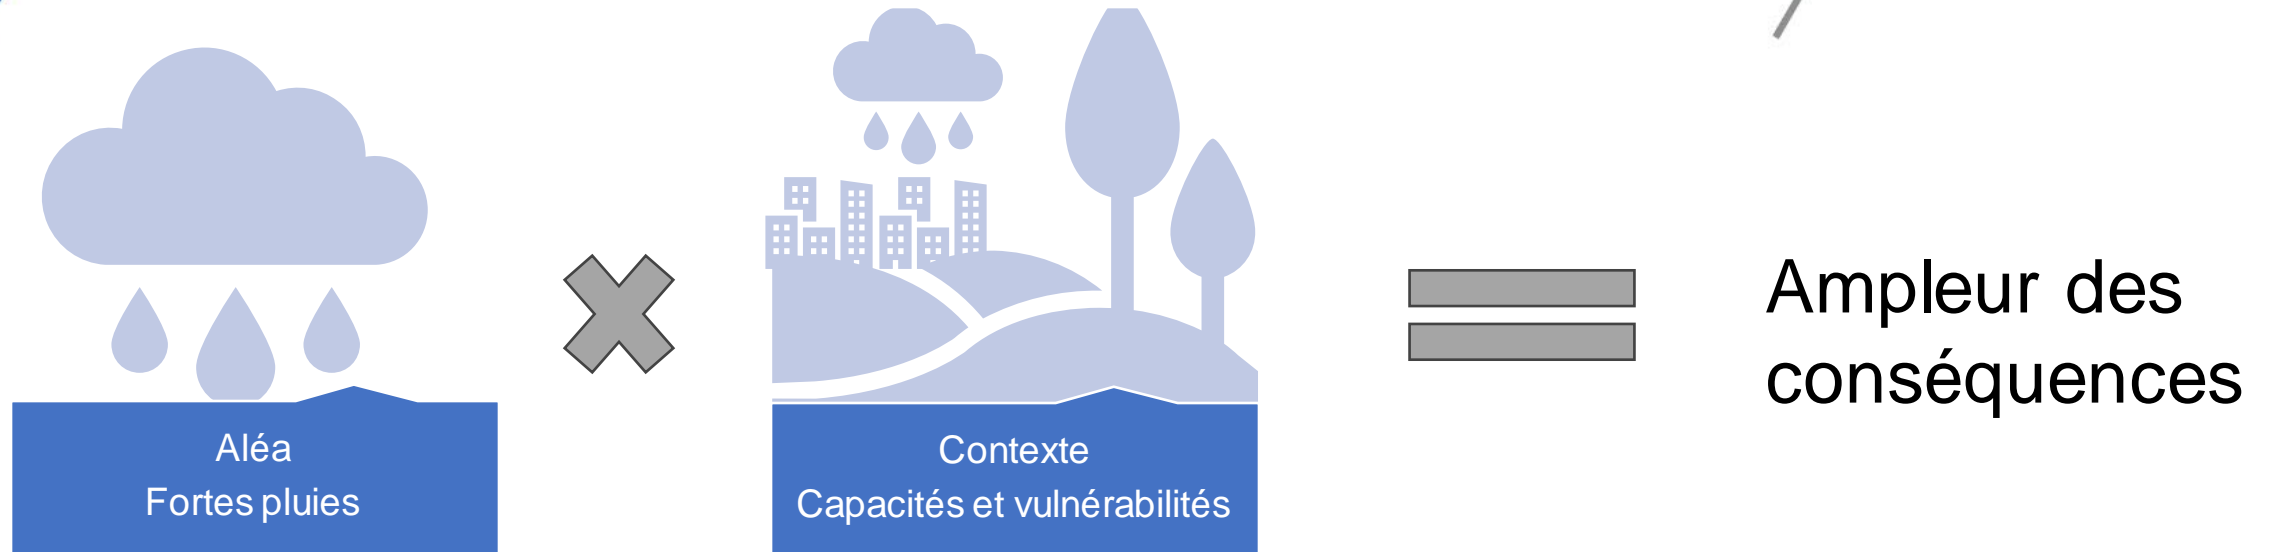 Aléa
Fortes pluies
Contexte
Capacités et vulnérabilités
Ampleur des
conséquences